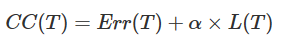 CC(T) = Err(T) + α × L(T)